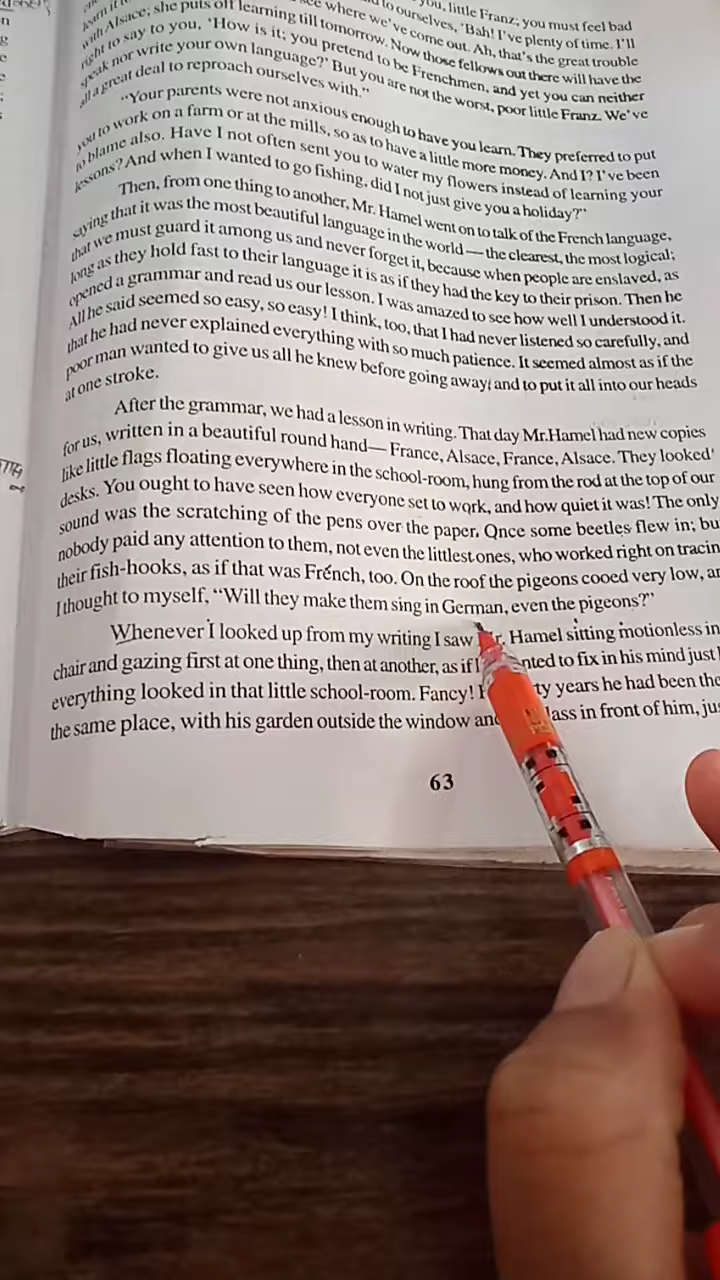 you, little Franz; you must feel bad
to ourselves, 'Bah! I've plenty of time. I'll
learn it see where we've come out. Ah, that's the great trouble
with Alsace; she puts off learning till tomorrow. Now those fellows out there will have the
right to say to you, 'How is it; you pretend to be Frenchmen, and yet you can neither
speak nor write your own language?' But you are not the worst, poor little Franz. We've
all a great deal to reproach ourselves with."
"Your parents were not anxious enough to have you learn. They preferred to put
you to work on a farm or at the mills, so as to have a little more money. And I? I've been
to blame also. Have I not often sent you to water my flowers instead of learning your
lessons? And when I wanted to go fishing, did I not just give you a holiday?"
Then, from one thing to another, Mr. Hamel went on to talk of the French language,
saying that it was the most beautiful language in the world — the clearest, the most logical;
that we must guard it among us and never forget it, because when people are enslaved, as
long as they hold fast to their language it is as if they had the key to their prison. Then he
opened a grammar and read us our lesson. I was amazed to see how well I understood it.
All he said seemed so easy, so easy! I think, too, that I had never listened so carefully, and
that he had never explained everything with so much patience. It seemed almost as if the
poor man wanted to give us all he knew before going away; and to put it all into our heads
at one stroke.
After the grammar, we had a lesson in writing. That day Mr.Hamel had new copies
for us, written in a beautiful round hand— France, Alsace, France, Alsace. They looked
like little flags floating everywhere in the school-room, hung from the rod at the top of our
desks. You ought to have seen how everyone set to work, and how quiet it was! The only
sound was the scratching of the pens over the paper. Once some beetles flew in; bu
nobody paid any attention to them, not even the littlest ones, who worked right on tracin
their fish-hooks, as if that was French, too. On the roof the pigeons cooed very low, an
I thought to myself, "Will they make them sing in German, even the pigeons?"
Whenever I looked up from my writing I saw Mr. Hamel sitting motionless in
chair and gazing first at one thing, then at another, as if nted to fix in his mind just
everything looked in that little school-room. Fancy! ty years he had been the
the same place, with his garden outside the window and lass in front of him, jus
63